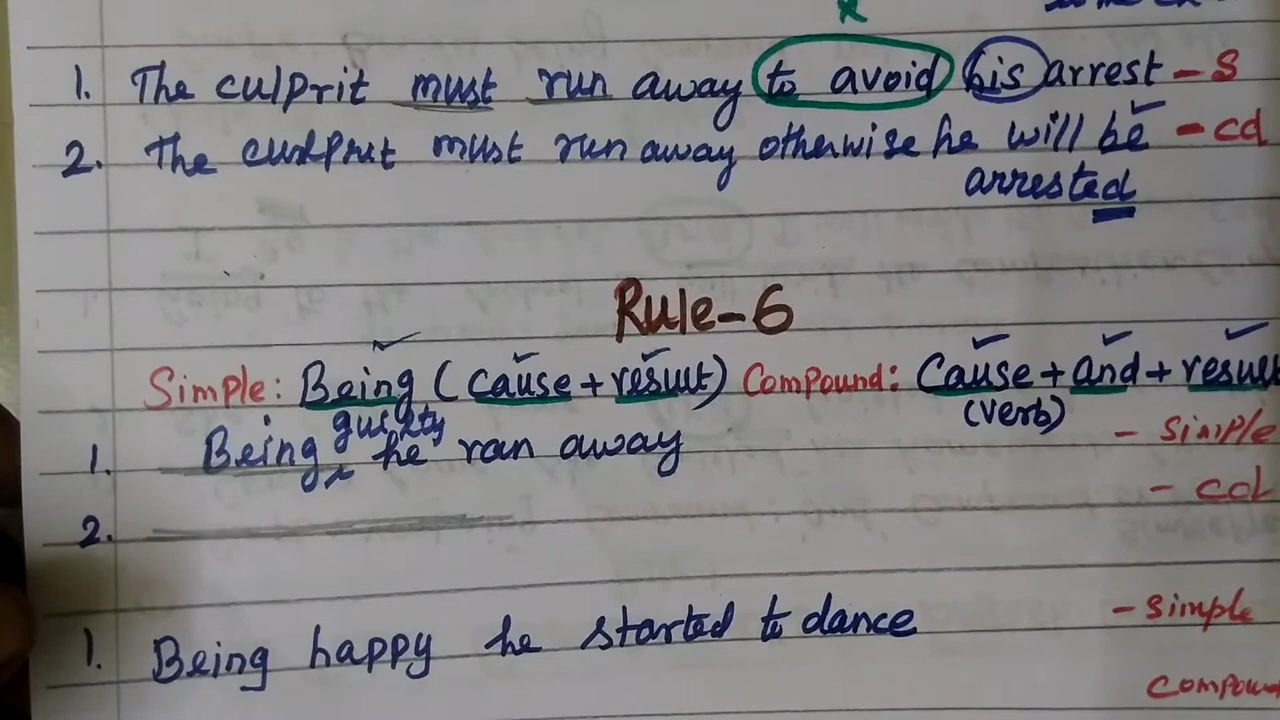 1. The culprit must run away to avoid his arrest - S
2. The culprit must run away otherwise he will be - cd
arrested
Rule-6
Simple: Being (cause + result) Compound: Cause + and + result
(verb)
1. Being guilty he ran away - Simple
2. - cd
1. Being happy he started to dance - Simple
Compoun